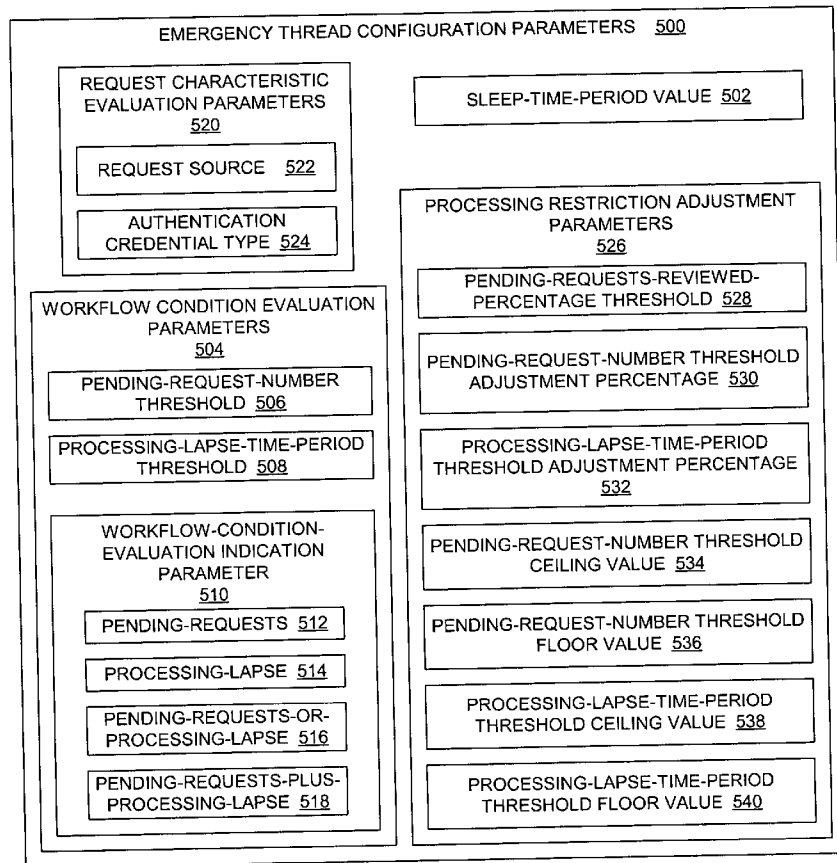 EMERGENCY THREAD CONFIGURATION PARAMETERS 500
REQUEST CHARACTERISTIC
EVALUATION PARAMETERS
520
REQUEST SOURCE 522
AUTHENTICATION
CREDENTIAL TYPE 524
SLEEP-TIME-PERIOD VALUE 502
WORKFLOW CONDITION EVALUATION
PARAMETERS
504
PENDING-REQUEST-NUMBER
THRESHOLD 506
PROCESSING-LAPSE-TIME-PERIOD
THRESHOLD 508
WORKFLOW-CONDITION-
EVALUATION INDICATION
PARAMETER
510
PENDING-REQUESTS 512
PROCESSING-LAPSE 514
PENDING-REQUESTS-OR-
PROCESSING-LAPSE 516
PENDING-REQUESTS-PLUS-
PROCESSING-LAPSE 518
PROCESSING RESTRICTION ADJUSTMENT
PARAMETERS
526
PENDING-REQUESTS-REVIEWED-
PERCENTAGE THRESHOLD 528
PENDING-REQUEST-NUMBER THRESHOLD
ADJUSTMENT PERCENTAGE 530
PROCESSING-LAPSE-TIME-PERIOD
THRESHOLD ADJUSTMENT PERCENTAGE
532
PENDING-REQUEST-NUMBER THRESHOLD
CEILING VALUE 534
PENDING-REQUEST-NUMBER THRESHOLD
FLOOR VALUE 536
PROCESSING-LAPSE-TIME-PERIOD
THRESHOLD CEILING VALUE 538
PROCESSING-LAPSE-TIME-PERIOD
THRESHOLD FLOOR VALUE 540